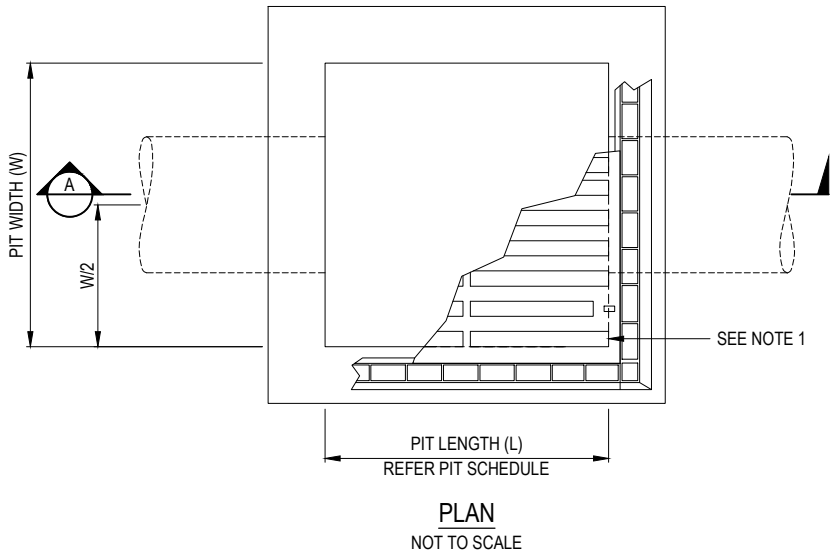 PIT WIDTH (W)
A
W/2
SEE NOTE 1
PIT LENGTH (L)
REFER PIT SCHEDULE
PLAN
NOT TO SCALE